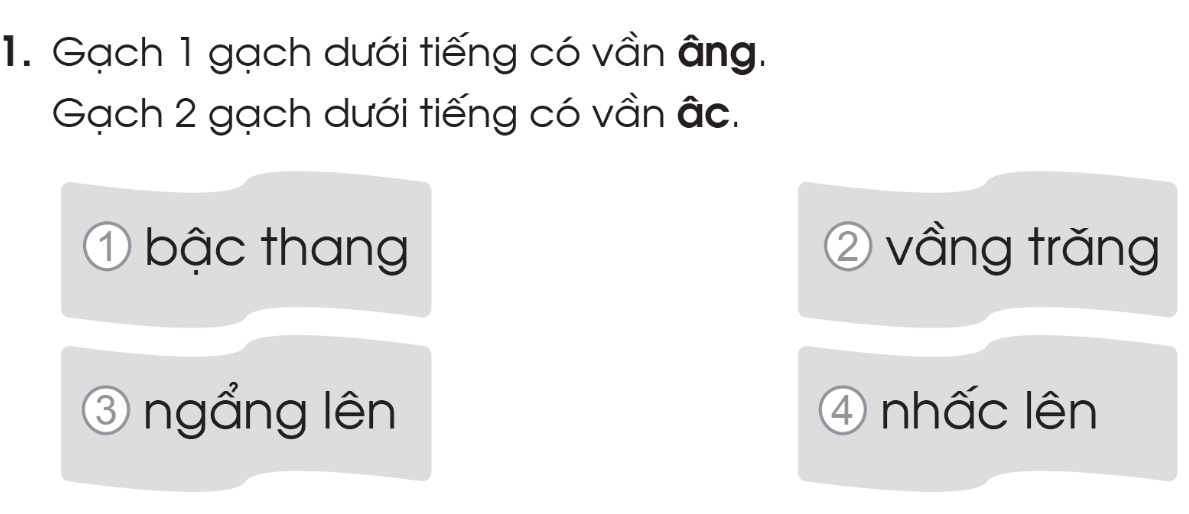 1. Gạch 1 gạch dưới tiếng có vần âng.
Gạch 2 gạch dưới tiếng có vần âc.
① bậc thang
② vầng trăng
③ ngẩng lên
④ nhấc lên